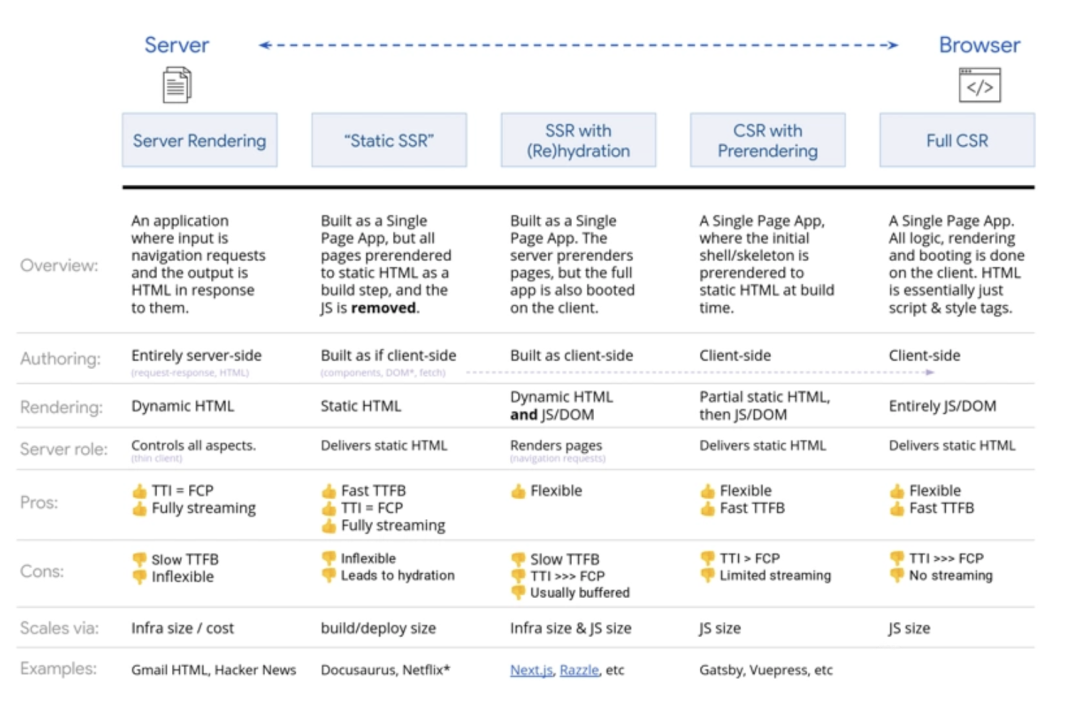 Server
Browser
</>
Server Rendering
“Static SSR”
SSR with
(Re)hydration
CSR with
Prerendering
Full CSR
Overview:
An application
where input is
navigation requests
and the output is
HTML in response
to them.
Built as a Single
Page App, but all
pages prerendered
to static HTML as a
build step, and the
JS is removed.
Built as a Single
Page App. The
server prerenders
pages, but the full
app is also booted
on the client.
A Single Page App,
where the initial
shell/skeleton is
prerendered to
static HTML at build
time.
A Single Page App.
All logic, rendering
and booting is done
on the client. HTML
is essentially just
script & style tags.
Authoring:
Entirely server-side
(request-response, HTML)
Built as if client-side
(components, DOM*, fetch)
Built as client-side
Client-side
Client-side
Rendering:
Dynamic HTML
Static HTML
Dynamic HTML
and JS/DOM
Partial static HTML,
then JS/DOM
Entirely JS/DOM
Server role:
Controls all aspects.
(thin client)
Delivers static HTML
Renders pages
(navigation requests)
Delivers static HTML
Delivers static HTML
Pros:
👍 TTI = FCP
👍 Fully streaming
👍 Fast TTFB
👍 TTI = FCP
👍 Fully streaming
👍 Flexible
👍 Flexible
👍 Fast TTFB
👍 Flexible
👍 Fast TTFB
Cons:
👎 Slow TTFB
👎 Inflexible
👎 Inflexible
👎 Leads to hydration
👎 Slow TTFB
👎 TTI >>> FCP
👎 Usually buffered
👎 TTI > FCP
👎 Limited streaming
👎 TTI >>> FCP
👎 No streaming
Scales via:
Infra size / cost
build/deploy size
Infra size & JS size
JS size
JS size
Examples:
Gmail HTML, Hacker News
Docusaurus, Netflix*
Next.js, Razzle, etc
Gatsby, Vuepress, etc